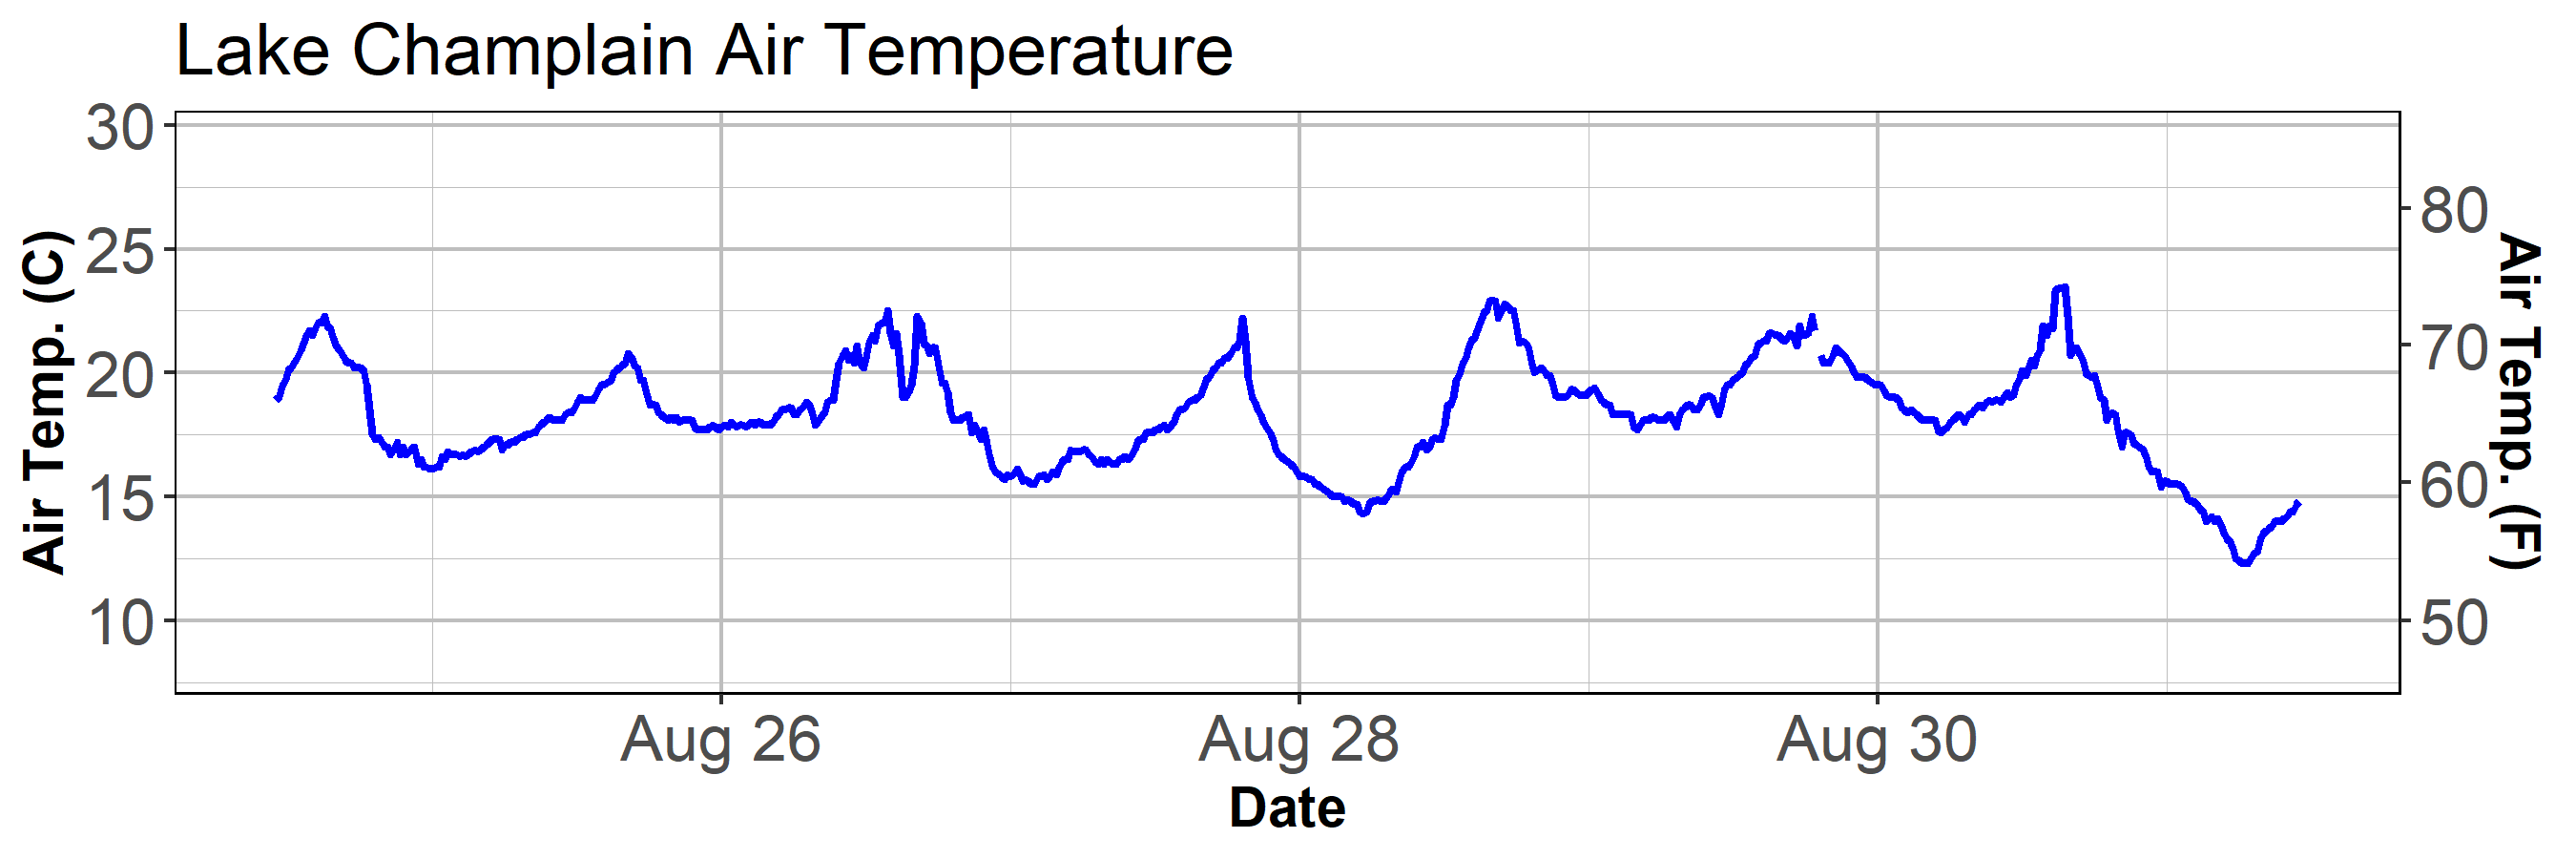 Lake Champlain Air Temperature
30
25
20
15
10
Air Temp. (C)
80
70
60
50
Air Temp. (F)
Aug 26
Aug 28
Aug 30
Date